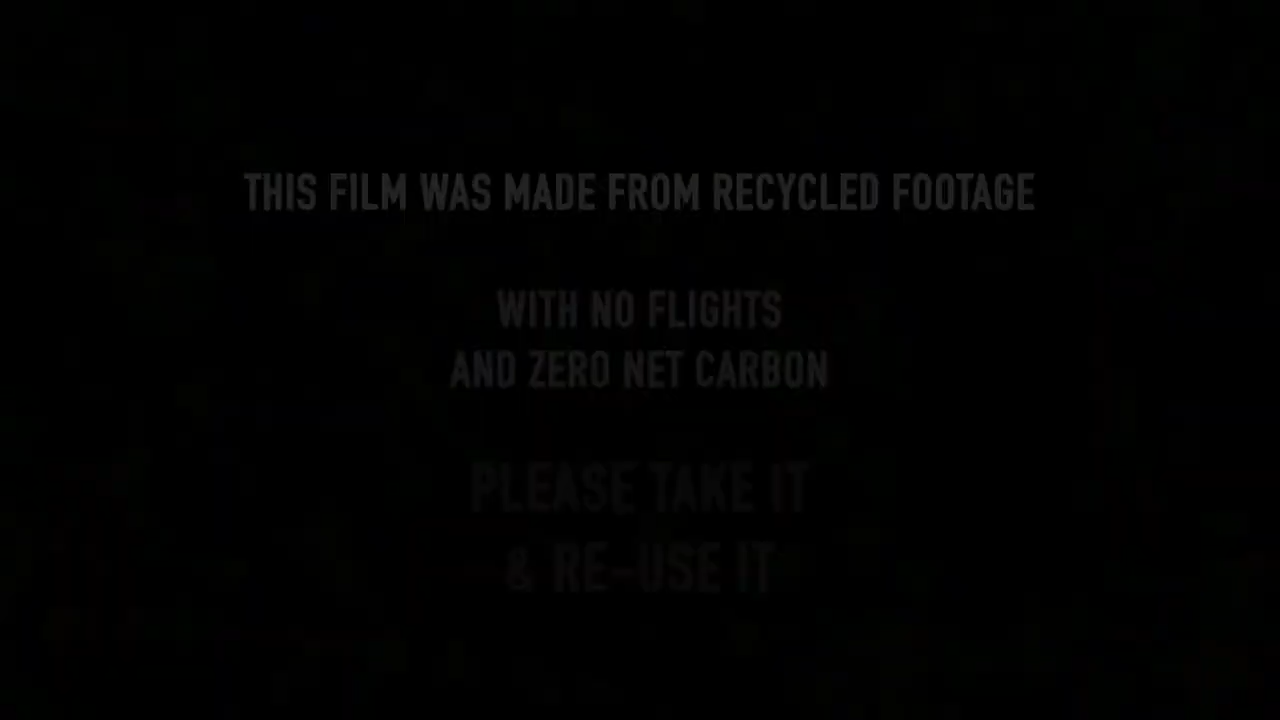 THIS FILM WAS MADE FROM RECYCLED FOOTAGE
WITH NO FLIGHTS
AND ZERO NET CARBON
PLEASE TAKE IT
& RE-USE IT